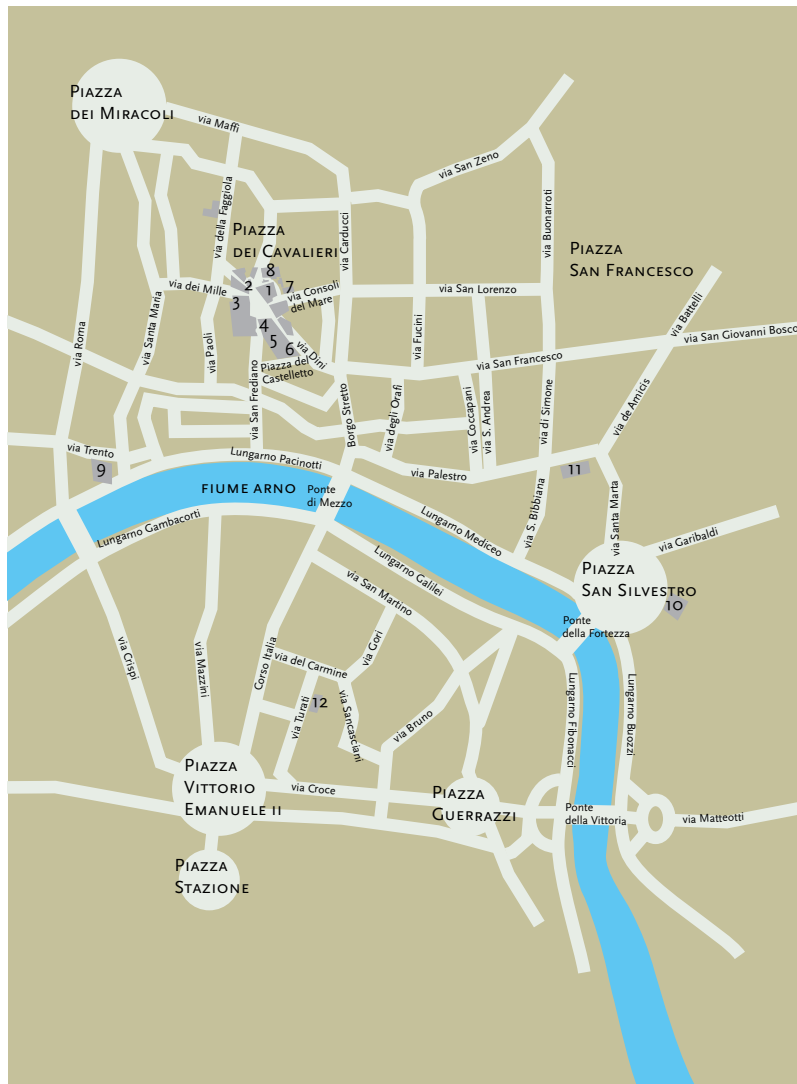 Piazza
dei Miracoli
via Maffi
via San Zeno
via della Faggiola
via Buonarroti
Piazza
dei Cavalieri
via Carducci
Piazza
San Francesco
8
2
1
7
3
via dei Mille
via Consoli
del Mare
via San Lorenzo
via Battelli
via Roma
via Santa Maria
via Paoli
4
5
6
via Dini
via Fucini
via San Giovanni Bosco
Piazza del
Castelletto
via San Francesco
via San Frediano
Borgo Stretto
via degli Orafi
via Coccapani
via S. Andrea
via di Simone
via de Amicis
via Trento
9
Lungarno Pacinotti
via Palestro
11
Fiume Arno
Ponte
di Mezzo
Lungarno Gambacorti
Lungarno Mediceo
via S. Bibbiana
via Santa Marta
via Garibaldi
Lungarno Galilei
Piazza
San Silvestro
10
via San Martino
Ponte
della Fortezza
via Crispi
via Mazzini
Corso Italia
via del Carmine
via Gori
via Turati
12
via Sancasciani
via Bruno
Lungarno Fibonacci
Lungarno Buozzi
Piazza
Vittorio
Emanuele II
via Croce
Piazza
Guerrazzi
Ponte
della Vittoria
via Matteotti
Piazza
Stazione